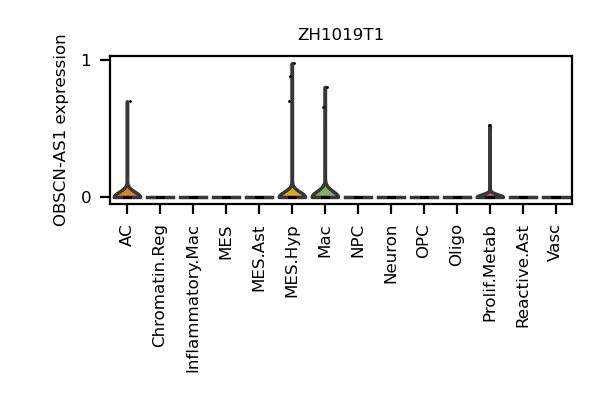 ZH1019T1
OBSCN-AS1 expression
1
0
AC
Chromatin.Reg
Inflammatory.Mac
MES
MES.Ast
MES.Hyp
Mac
NPC
Neuron
OPC
Oligo
Prolif.Metab
Reactive.Ast
Vasc